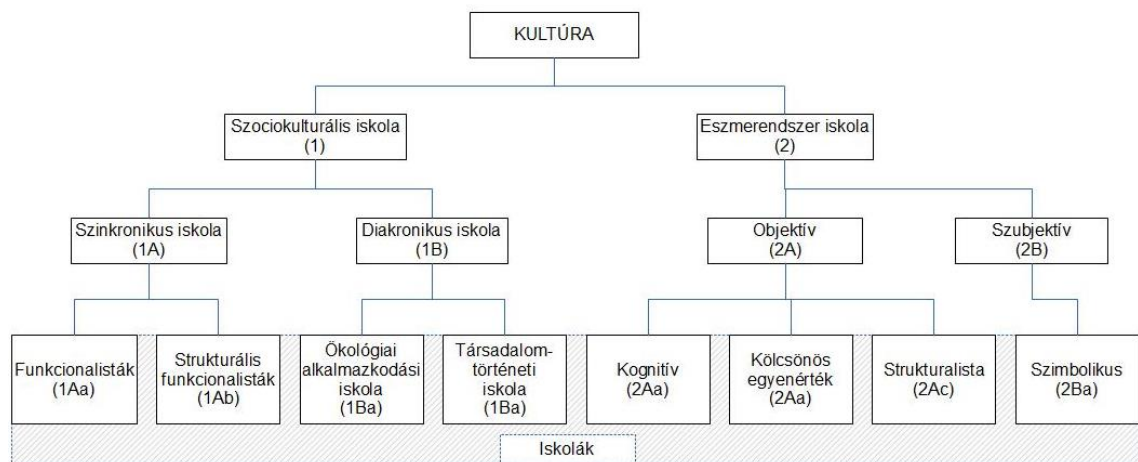 KULTÚRA
Szociokulturális iskola
(1)
Eszmerendszer iskola
(2)
Szinkronikus iskola
(1A)
Diakronikus iskola
(1B)
Objektív
(2A)
Szubjektív
(2B)
Funkcionalisták
(1Aa)
Strukturális
funkcionalisták
(1Ab)
Ökológiai
alkalmazkodási
iskola
(1Ba)
Társadalom-
történeti
iskola
(1Ba)
Kognitív
(2Aa)
Kölcsönös
egyenérték
(2Aa)
Strukturalista
(2Ac)
Szimbolikus
(2Ba)
Iskolák